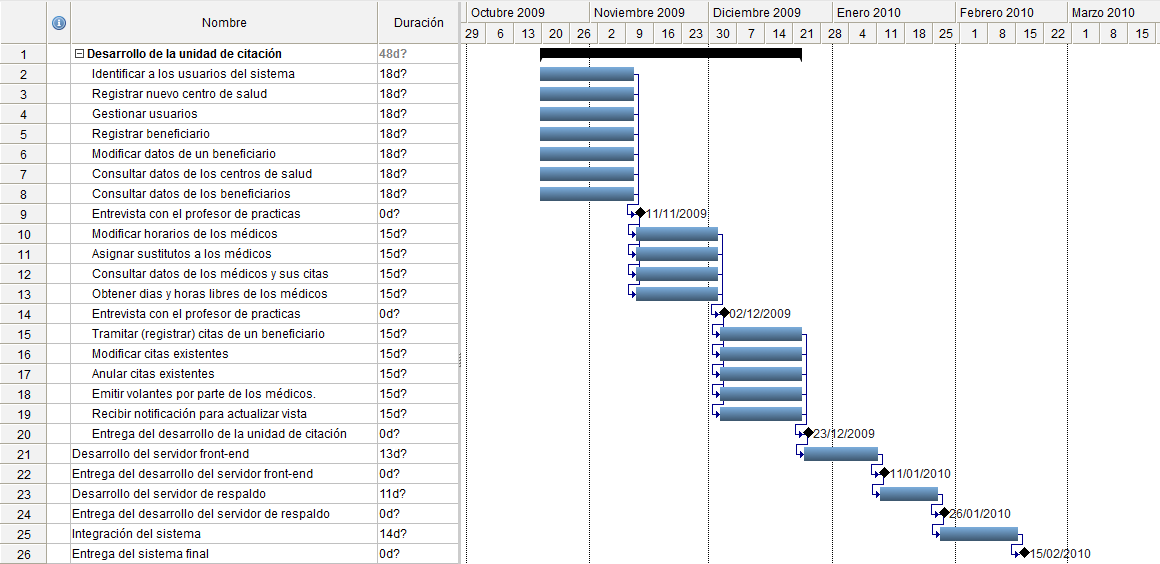 Nombre Duración Octubre 2009 Noviembre 2009 Diciembre 2009 Enero 2010 Febrero 2010 Marzo 2010
29 6 13 20 26 2 9 16 23 30 7 14 21 28 4 11 18 25 1 8 15 22 1 8 15
1 Desarrollo de la unidad de citación 48d?
2 Identificar a los usuarios del sistema 18d?
3 Registrar nuevo centro de salud 18d?
4 Gestionar usuarios 18d?
5 Registrar beneficiario 18d?
6 Modificar datos de un beneficiario 18d?
7 Consultar datos de los centros de salud 18d?
8 Consultar datos de los beneficiarios 18d?
9 Entrevista con el profesor de practicas 0d? 11/11/2009
10 Modificar horarios de los médicos 15d?
11 Asignar sustitutos a los médicos 15d?
12 Consultar datos de los médicos y sus citas 15d?
13 Obtener dias y horas libres de los médicos 15d?
14 Entrevista con el profesor de practicas 0d? 02/12/2009
15 Tramitar (registrar) citas de un beneficiario 15d?
16 Modificar citas existentes 15d?
17 Anular citas existentes 15d?
18 Emitir volantes por parte de los médicos. 15d?
19 Recibir notificación para actualizar vista 15d?
20 Entrega del desarrollo de la unidad de citación 0d? 23/12/2009
21 Desarrollo del servidor front-end 13d?
22 Entrega del desarrollo del servidor front-end 0d? 11/01/2010
23 Desarrollo del servidor de respaldo 11d?
24 Entrega del desarrollo del servidor de respaldo 0d? 26/01/2010
25 Integración del sistema 14d?
26 Entrega del sistema final 0d? 15/02/2010